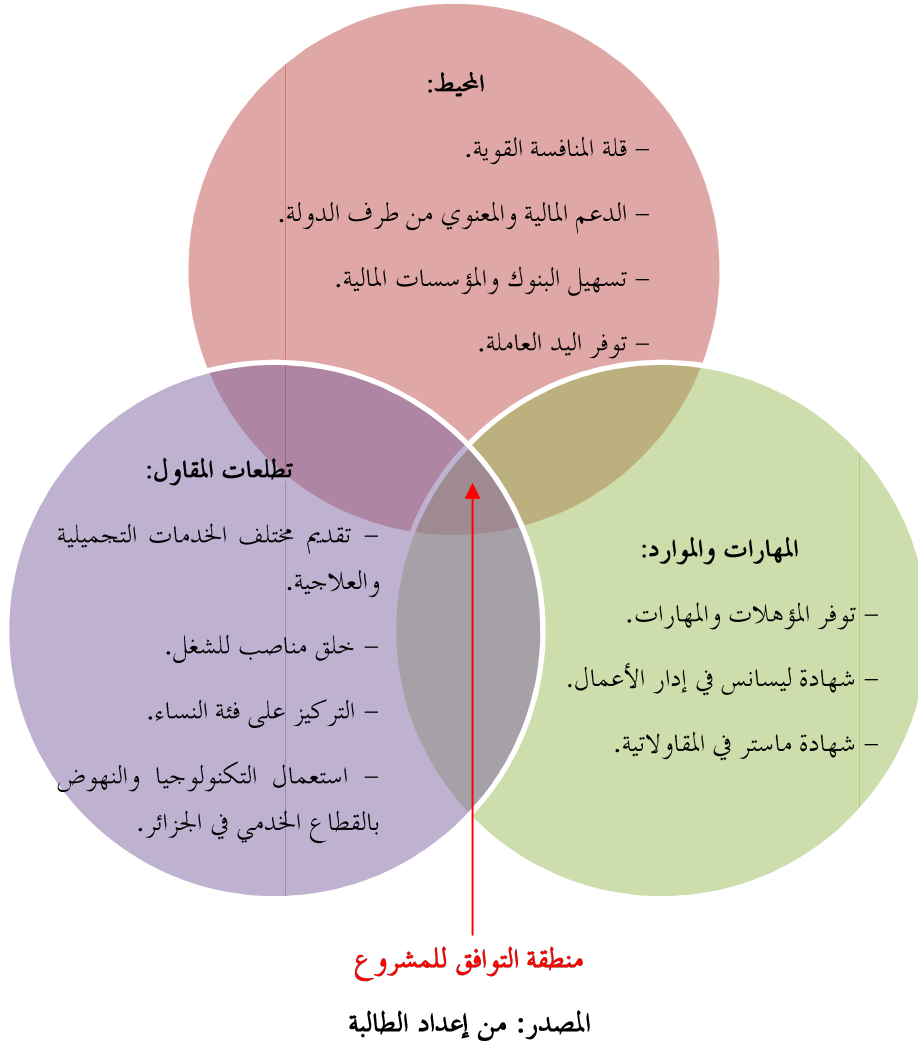 المحيط:
– قلة المنافسة القوية.
– الدعم المالية والمعنوي من طرف الدولة.
– تسهيل البنوك والمؤسسات المالية.
– توفر اليد العاملة.
تطلعات المقاول:
– تقديم مختلف الخدمات التجميلية
والعلاجية.
– خلق مناصب للشغل.
– التركيز على فئة النساء.
– استعمال التكنولوجيا والنهوض
بالقطاع الخدمي في الجزائر.
المهارات والموارد:
– توفر المؤهلات والمهارات.
– شهادة ليسانس في إدار الأعمال.
– شهادة ماستر في المقاولاتية.
منطقة التوافق للمشروع
المصدر: من إعداد الطالبة